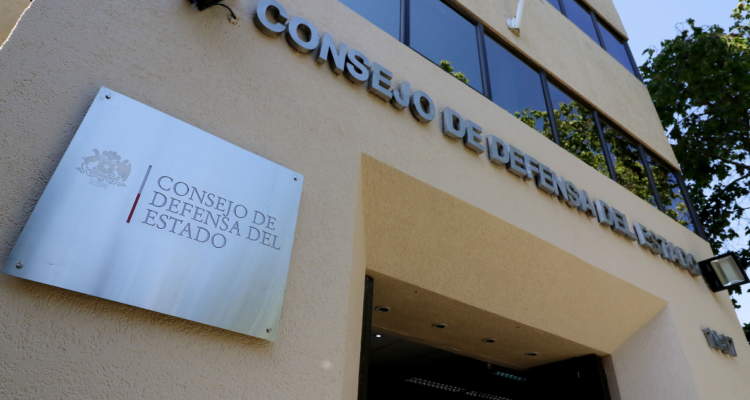 CONSEJO DE DEFENSA DEL ESTADO
CONSEJO DE
DEFENSA DEL
ESTADO